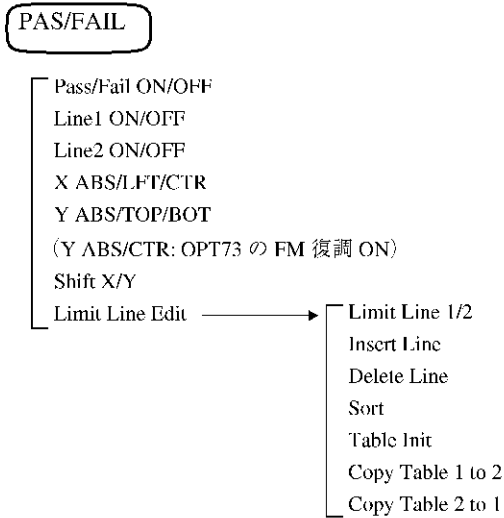 PAS/FAIL
Pass/Fail ON/OFF
Line1 ON/OFF
Line2 ON/OFF
X ABS/LFT/CTR
Y ABS/TOP/BOT
(Y ABS/CTR: OPT73 の FM 復調 ON)
Shift X/Y
Limit Line Edit
Limit Line 1/2
Insert Line
Delete Line
Sort
Table Init
Copy Table 1 to 2
Copy Table 2 to 1